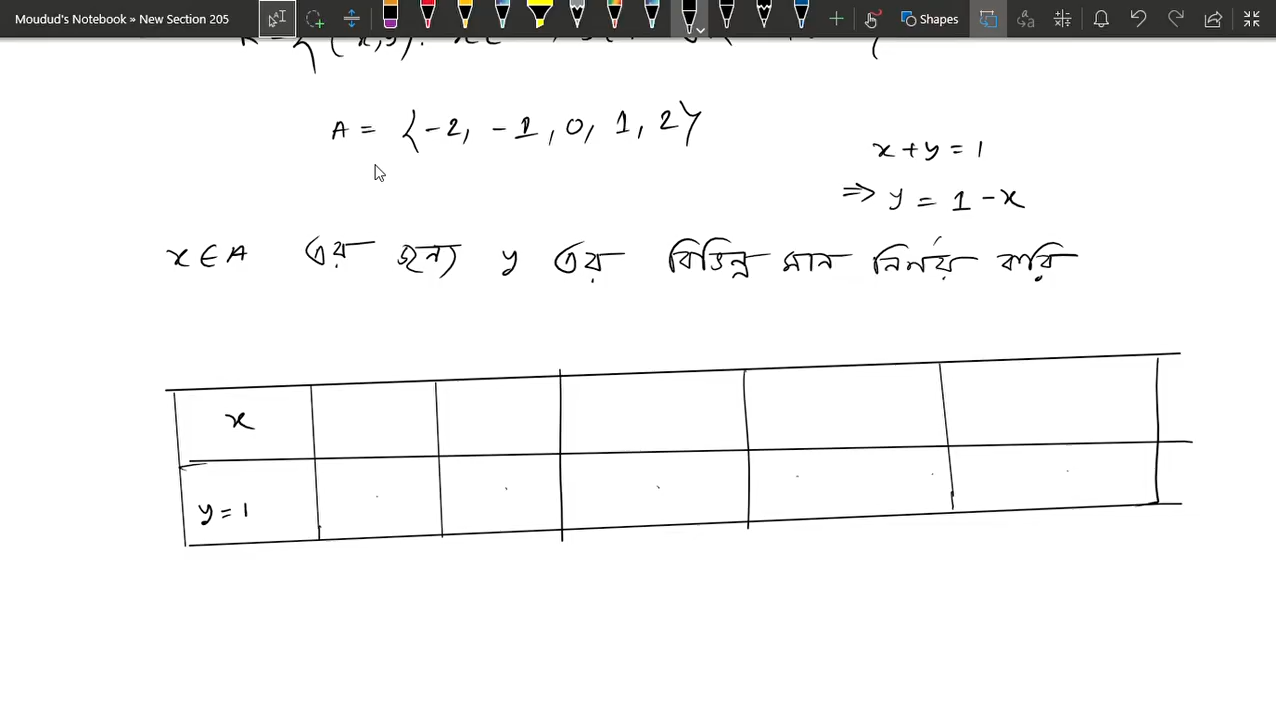 Moudud's Notebook » New Section 205
Shapes
A = {-2, -1, 0, 1, 2}
x + y = 1
⇒ y = 1 - x
x ∈ A এর জন্য y এর বিভিন্ন মান নির্ণয় করি
x
y = 1